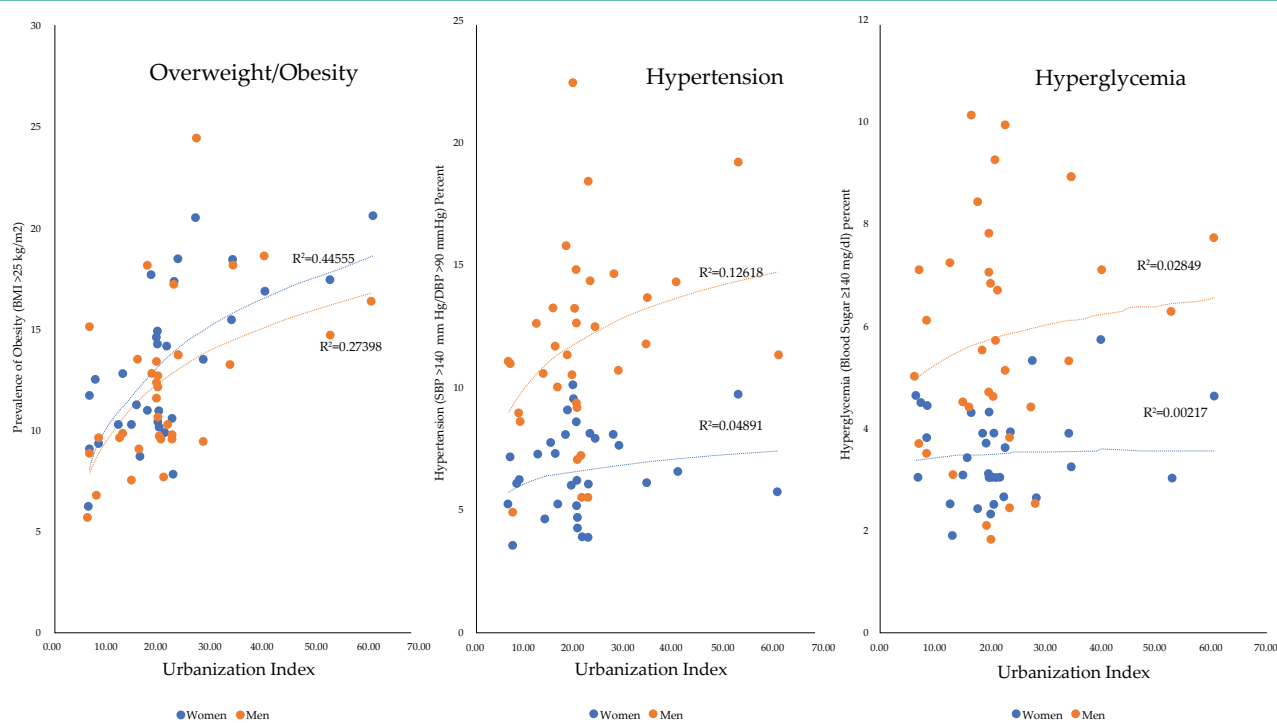 Overweight/Obesity
Prevalence of Obesity (BMI >25 kg/m2)
30
25
20
15
10
5
0
R²=0.44555
R²=0.27398
0.00 10.00 20.00 30.00 40.00 50.00 60.00 70.00
Urbanization Index
Women Men
Hypertension
Hypertension (SBP >140 mm Hg/DBP >90 mmHg) Percent
25
20
15
10
5
0
R²=0.12618
R²=0.04891
0.00 10.00 20.00 30.00 40.00 50.00 60.00 70.00
Urbanization Index
Women Men
Hyperglycemia
Hyperglycemia (Blood Sugar ≥140 mg/dl) percent
12
10
8
6
4
2
0
R²=0.02849
R²=0.00217
0.00 10.00 20.00 30.00 40.00 50.00 60.00 70.00
Urbanization Index
Women Men